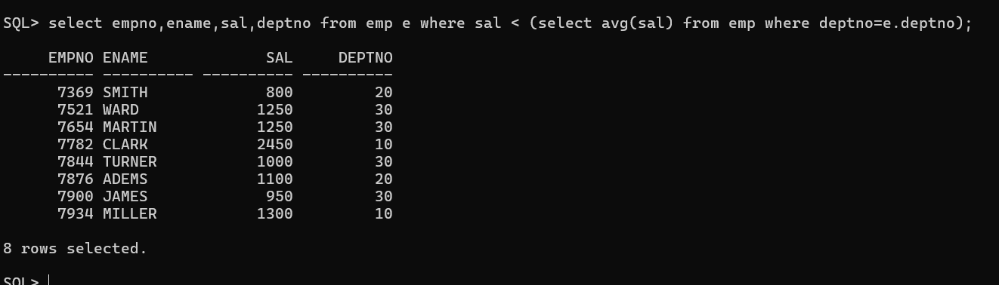 SQL> select empno,ename,sal,deptno from emp e where sal < (select avg(sal) from emp where deptno=e.deptno);
     EMPNO ENAME             SAL     DEPTNO
---------- ---------- ---------- ----------
      7369 SMITH             800         20
      7521 WARD             1250         30
      7654 MARTIN           1250         30
      7782 CLARK            2450         10
      7844 TURNER           1000         30
      7876 ADEMS            1100         20
      7900 JAMES             950         30
      7934 MILLER           1300         10
8 rows selected.
SQL>